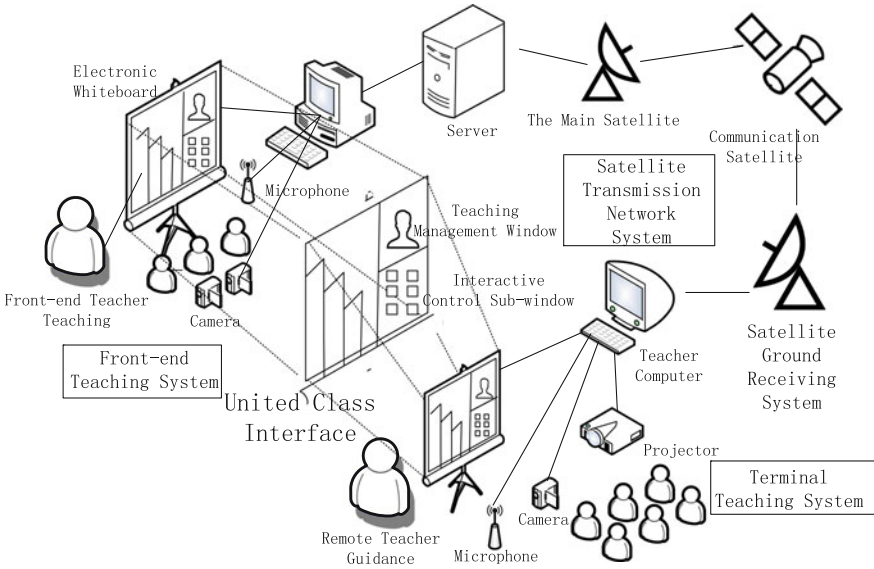 Electronic
Whiteboard
Server
The Main Satellite
Communication
Satellite
Microphone
Satellite
Transmission
Network
System
Teaching
Management Window
Front-end Teacher
Teaching
Camera
Interactive
Control Sub-window
Front-end
Teaching System
Teacher
Computer
Satellite
Ground
Receiving
System
United Class
Interface
Projector
Terminal
Teaching System
Camera
Remote Teacher
Guidance
Microphone